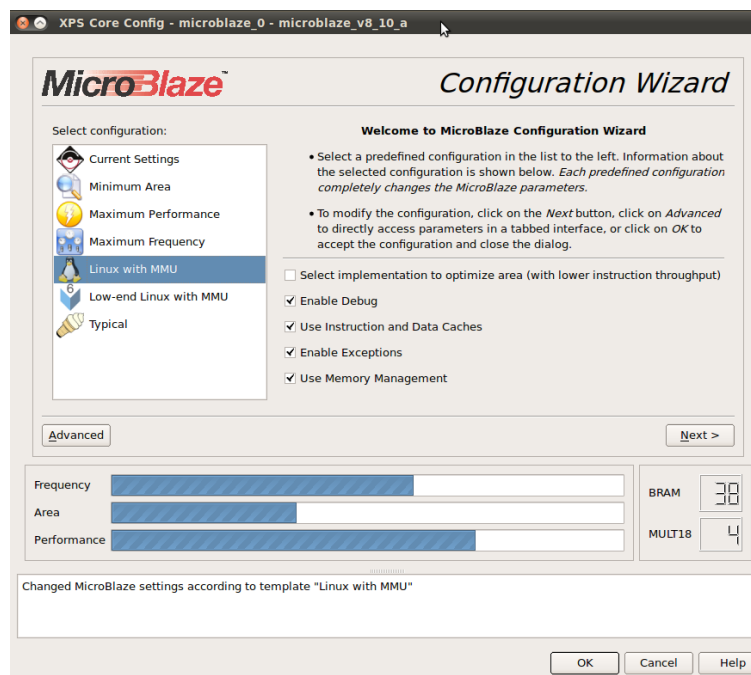 XPS Core Config - microblaze_0 - microblaze_v8_10_a
MicroBlaze™
Configuration Wizard
Select configuration:
Current Settings
Minimum Area
Maximum Performance
Maximum Frequency
Linux with MMU
6
Low-end Linux with MMU
Typical
Welcome to MicroBlaze Configuration Wizard
• Select a predefined configuration in the list to the left. Information about
the selected configuration is shown below. Each predefined configuration
completely changes the MicroBlaze parameters.
• To modify the configuration, click on the Next button, click on Advanced
to directly access parameters in a tabbed interface, or click on OK to
accept the configuration and close the dialog.
Select implementation to optimize area (with lower instruction throughput)
Enable Debug
Use Instruction and Data Caches
Enable Exceptions
Use Memory Management
Advanced
Next >
Frequency
Area
Performance
BRAM
38
MULT18
4
Changed MicroBlaze settings according to template "Linux with MMU"
OK
Cancel
Help